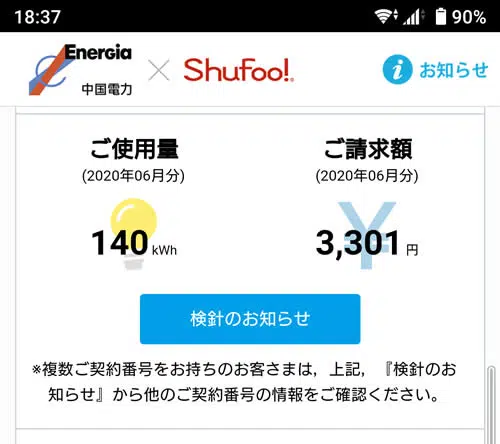 18:37 90%
Energia
中国電力 × Shufoo!® i お知らせ
ご使用量 ご請求額
(2020年06月分) (2020年06月分)
140 kWh 3,301 円
検針のお知らせ
※複数ご契約番号をお持ちのお客さまは，上記，『検針のお
知らせ』から他のご契約番号の情報をご確認ください。